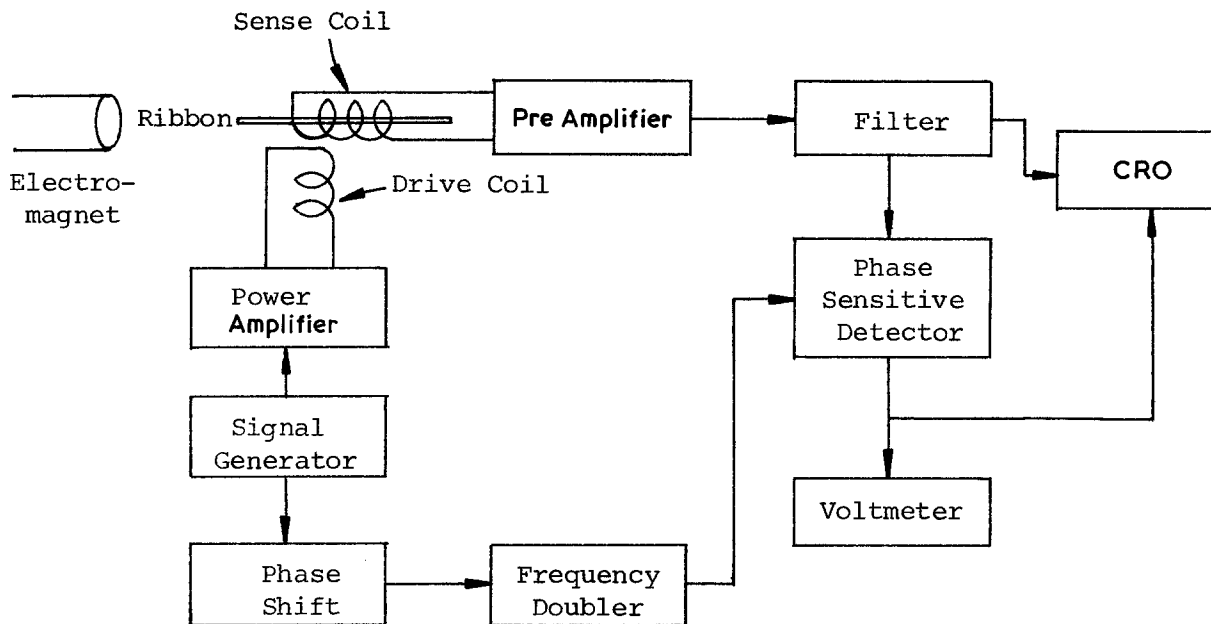 Sense Coil
Ribbon
Pre Amplifier
Filter
CRO
Electro-
magnet
Drive Coil
Power
Amplifier
Phase
Sensitive
Detector
Signal
Generator
Voltmeter
Phase
Shift
Frequency
Doubler